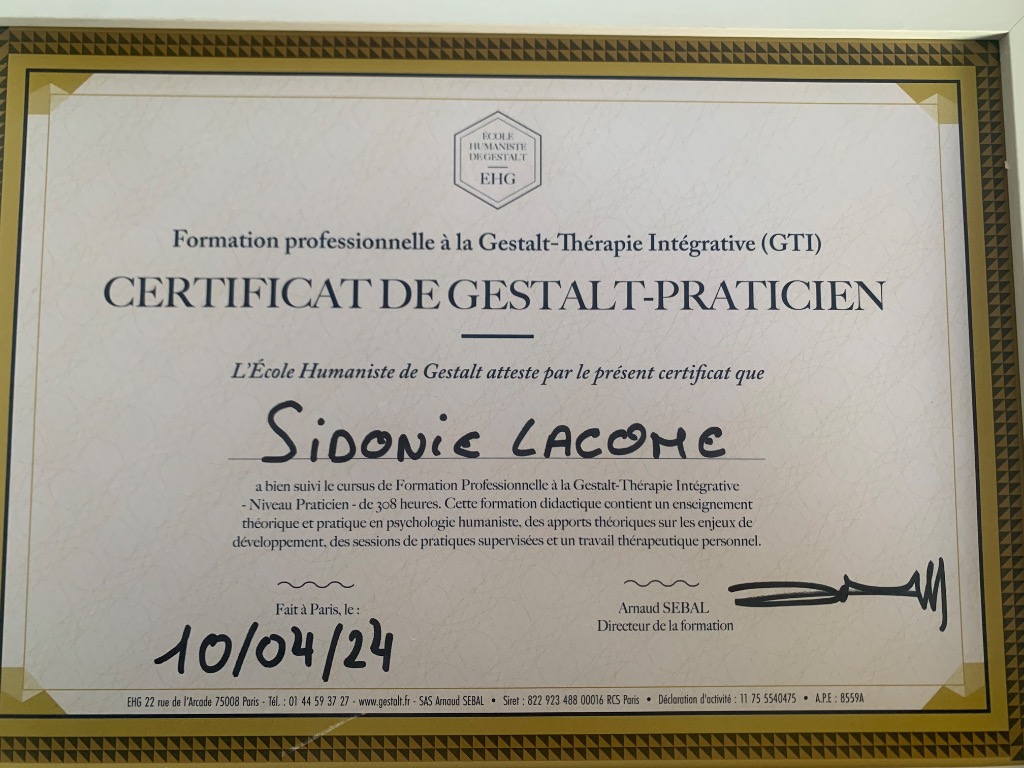 ÉCOLE
HUMANISTE
DE GESTALT
EHG
Formation professionnelle à la Gestalt-Thérapie Intégrative (GTI)
CERTIFICAT DE GESTALT-PRATICIEN
L'École Humaniste de Gestalt atteste par le présent certificat que
SiDONiE LACOME
a bien suivi le cursus de Formation Professionnelle à la Gestalt-Thérapie Intégrative
- Niveau Praticien - de 308 heures. Cette formation didactique contient un enseignement
théorique et pratique en psychologie humaniste, des apports théoriques sur les enjeux de
développement, des sessions de pratiques supervisées et un travail thérapeutique personnel.
Fait à Paris, le :
10/04/24
Arnaud SEBAL
Directeur de la formation
EHG 22 rue de l'Arcade 75008 Paris - Tél. : 01 44 59 37 27 - www.gestalt.fr - SAS Arnaud SEBAL • Siret : 822 923 488 00016 RCS Paris • Déclaration d'activité : 11 75 5540475 • A.P.E : 8559A